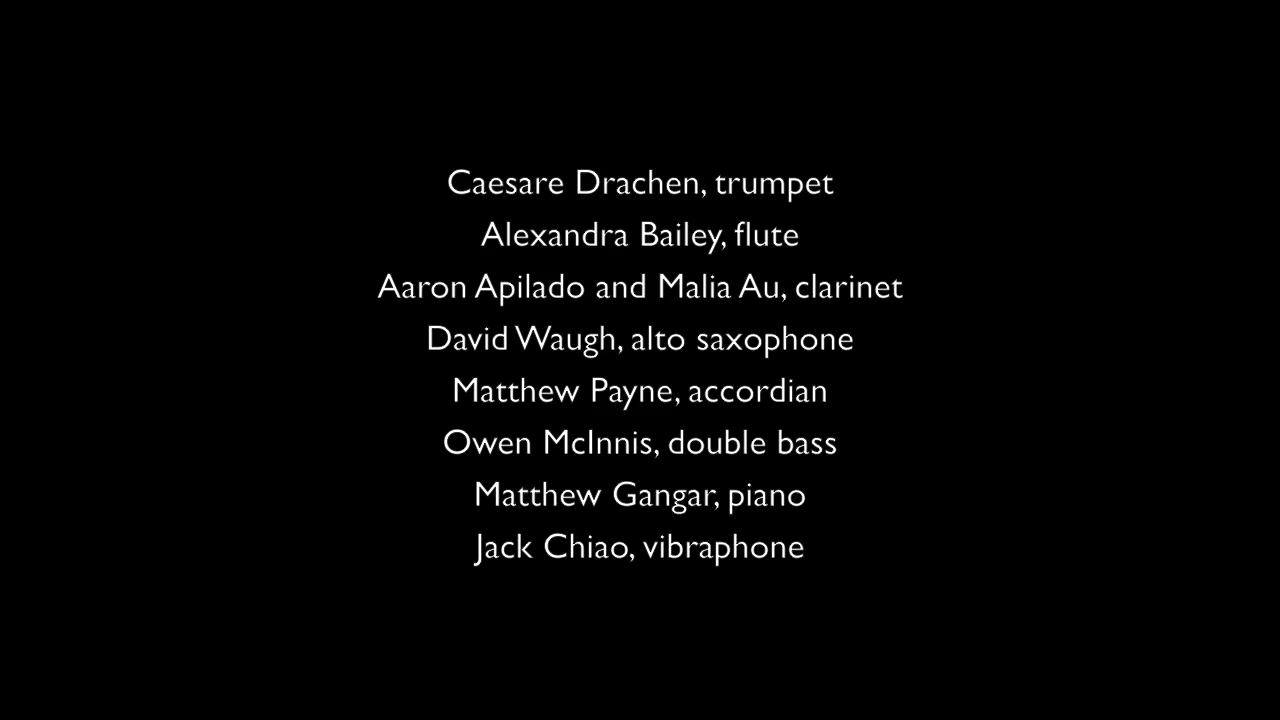 Caesare Drachen, trumpet
Alexandra Bailey, flute
Aaron Apilado and Malia Au, clarinet
David Waugh, alto saxophone
Matthew Payne, accordian
Owen McInnis, double bass
Matthew Gangar, piano
Jack Chiao, vibraphone